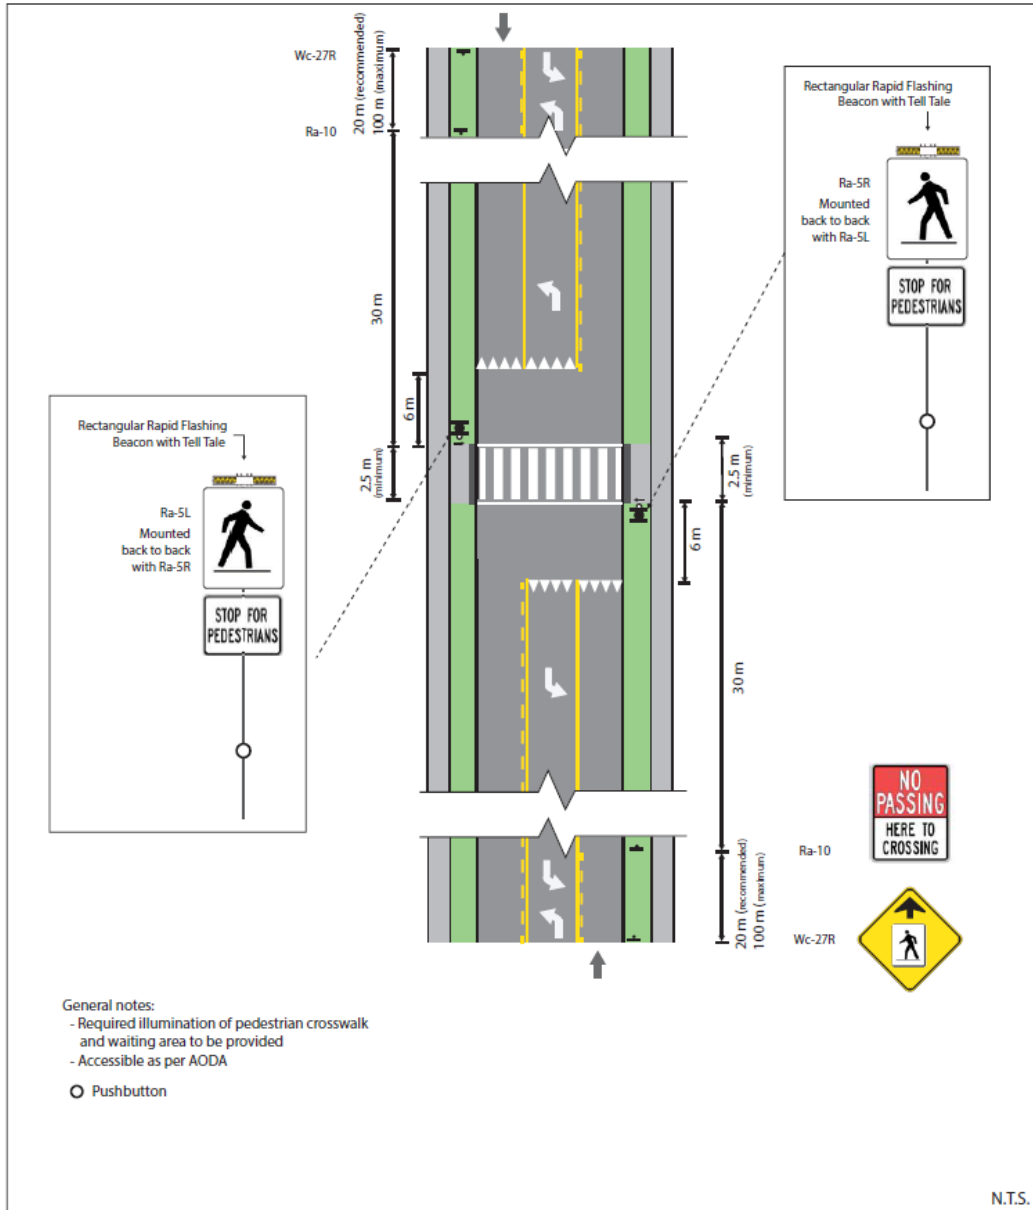 Wc-27R
20 m (recommended)
100 m (maximum)
Ra-10
30 m
6 m
2.5 m
(minimum)
Rectangular Rapid Flashing
Beacon with Tell Tale
Ra-5R
Mounted
back to back
with Ra-5L
STOP FOR
PEDESTRIANS
Rectangular Rapid Flashing
Beacon with Tell Tale
Ra-5L
Mounted
back to back
with Ra-5R
STOP FOR
PEDESTRIANS
2.5 m
(minimum)
6 m
30 m
NO
PASSING
HERE TO
CROSSING
Ra-10
20 m (recommended)
100 m (maximum)
Wc-27R
General notes:
- Required illumination of pedestrian crosswalk
and waiting area to be provided
- Accessible as per AODA
Pushbutton
N.T.S.